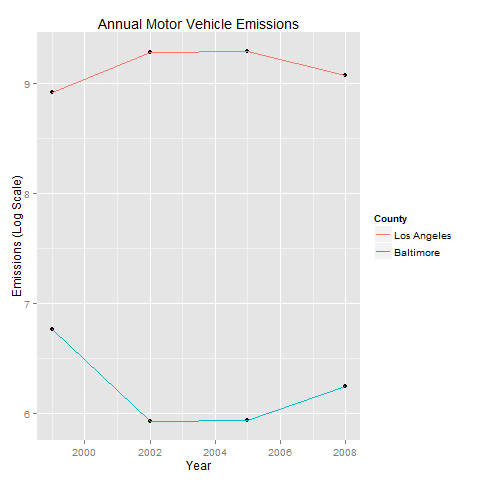 Annual Motor Vehicle Emissions
Emissions (Log Scale)
9
8
7
6
2000 2002 2004 2006 2008
Year
County
Los Angeles
Baltimore